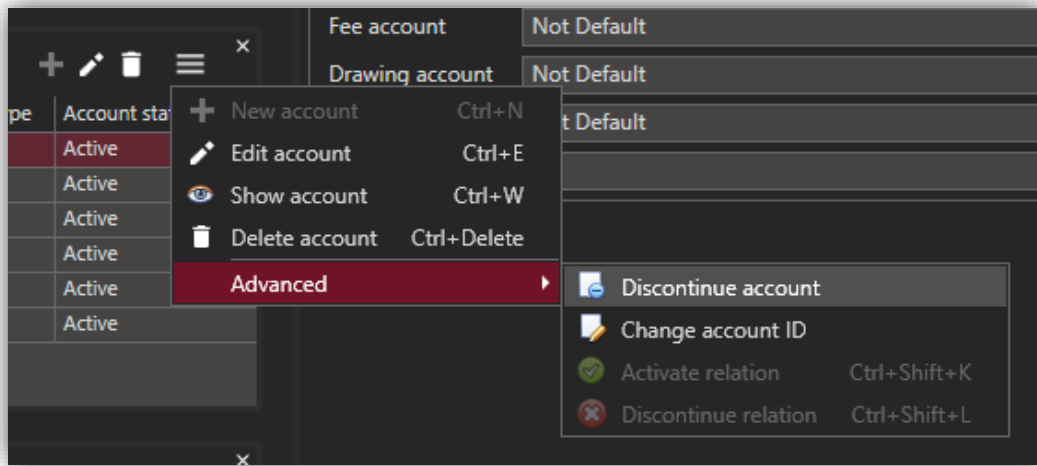 Fee account Not Default
Drawing account Not Default
pe Account sta
New account Ctrl+N
t Default
Active
Edit account Ctrl+E
Active
Show account Ctrl+W
Active
Delete account Ctrl+Delete
Active
Advanced
Active
Discontinue account
Active
Change account ID
Activate relation Ctrl+Shift+K
Discontinue relation Ctrl+Shift+L